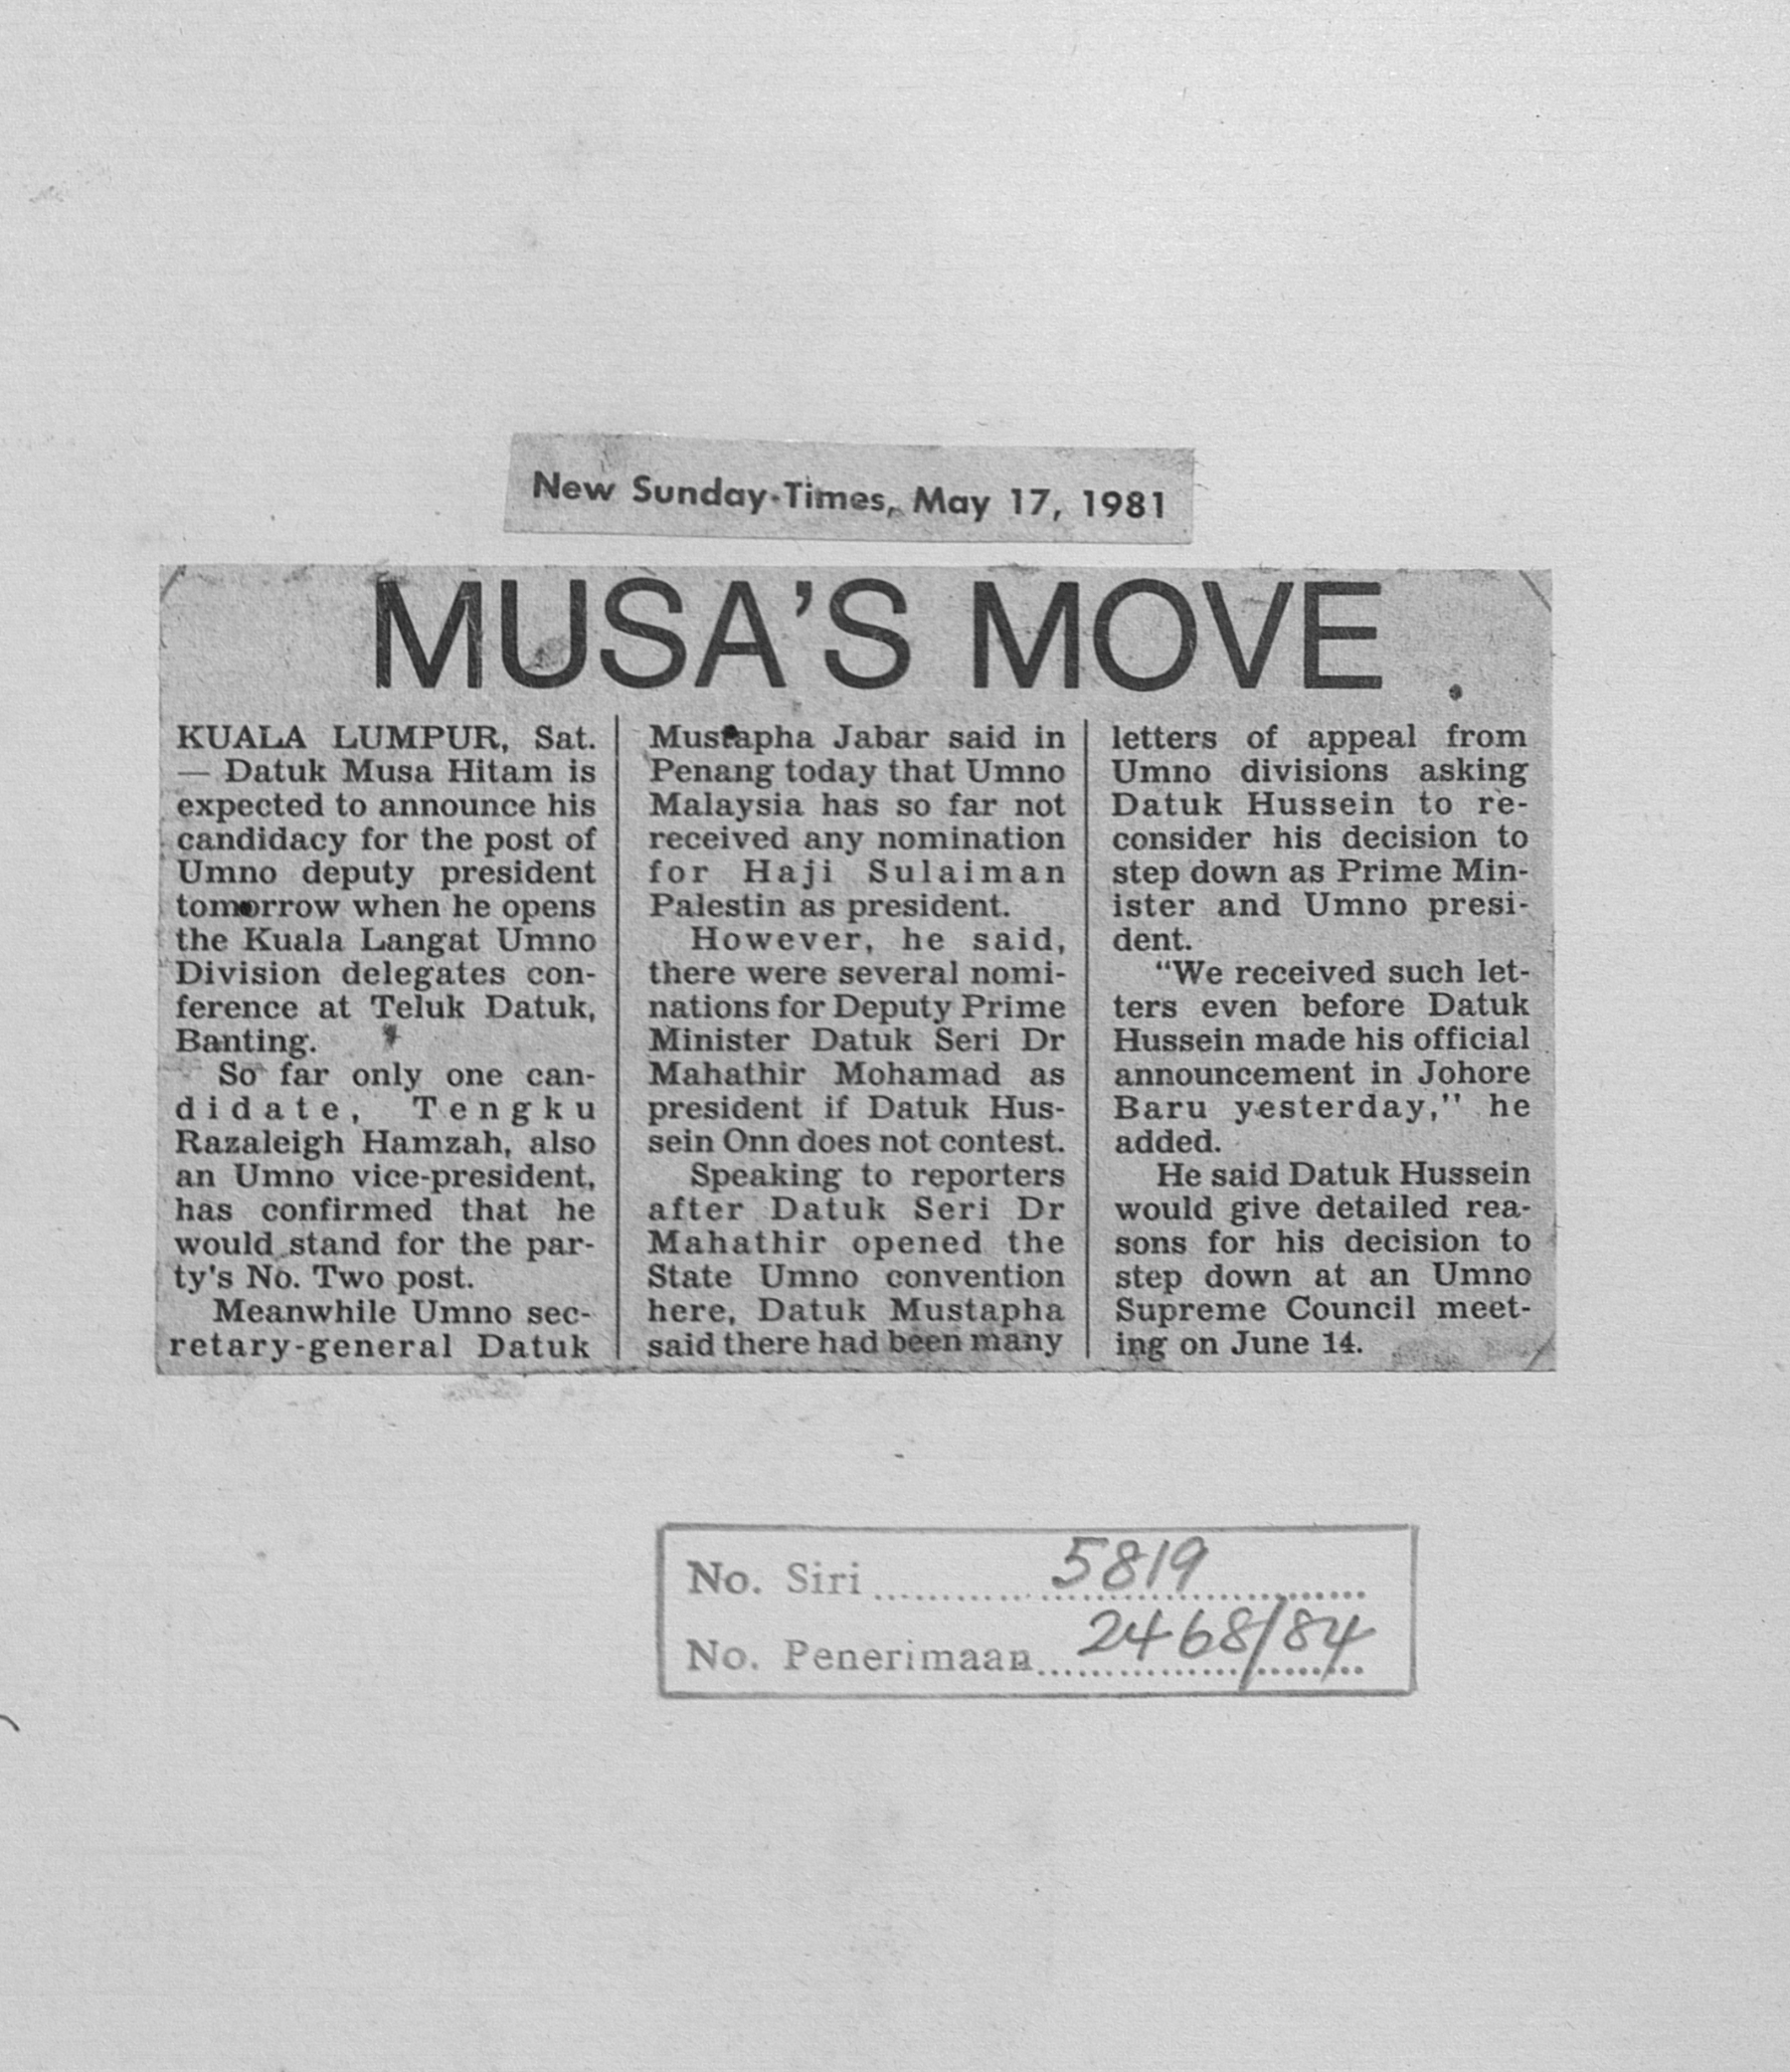 New Sunday-Times, May 17, 1981
MUSA'S MOVE
KUALA LUMPUR, Sat.
— Datuk Musa Hitam is
expected to announce his
candidacy for the post of
Umno deputy president
tomorrow when he opens
the Kuala Langat Umno
Division delegates con-
ference at Teluk Datuk,
Banting.
So far only one can-
didate, Tengku
Razaleigh Hamzah, also
an Umno vice-president,
has confirmed that he
would stand for the par-
ty's No. Two post.
Meanwhile Umno sec-
retary-general Datuk
Mustapha Jabar said in
Penang today that Umno
Malaysia has so far not
received any nomination
for Haji Sulaiman
Palestin as president.
However, he said,
there were several nomi-
nations for Deputy Prime
Minister Datuk Seri Dr
Mahathir Mohamad as
president if Datuk Hus-
sein Onn does not contest.
Speaking to reporters
after Datuk Seri Dr
Mahathir opened the
State Umno convention
here, Datuk Mustapha
said there had been many
letters of appeal from
Umno divisions asking
Datuk Hussein to re-
consider his decision to
step down as Prime Min-
ister and Umno presi-
dent.
"We received such let-
ters even before Datuk
Hussein made his official
announcement in Johore
Baru yesterday," he
added.
He said Datuk Hussein
would give detailed rea-
sons for his decision to
step down at an Umno
Supreme Council meet-
ing on June 14.
No. Siri 5819
No. Penerimaan 2468/84